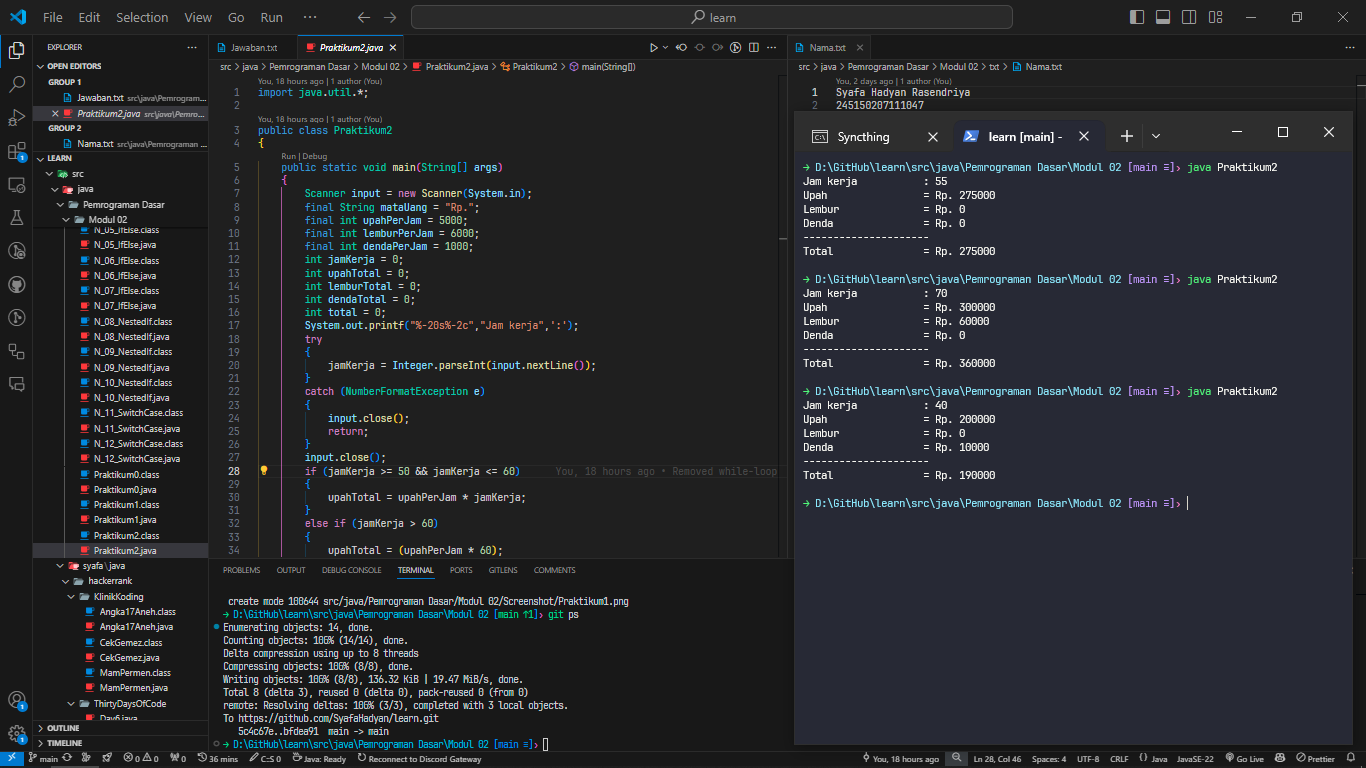 File Edit Selection View Go Run ··· learn
EXPLORER
OPEN EDITORS
GROUP 1
Jawaban.txt src\java\Pemrogram...
Praktikum2.java src\java\Pemro...
GROUP 2
Nama.txt src\java\Pemrograman ...
LEARN
src
java
Pemrograman Dasar
Modul 02
N_05_IfElse.class
N_05_IfElse.java
N_06_IfElse.class
N_06_IfElse.java
N_07_IfElse.class
N_07_IfElse.java
N_08_NestedIf.class
N_08_NestedIf.java
N_09_NestedIf.class
N_09_NestedIf.java
N_10_NestedIf.class
N_10_NestedIf.java
N_11_SwitchCase.class
N_11_SwitchCase.java
N_12_SwitchCase.class
N_12_SwitchCase.java
Praktikum0.class
Praktikum0.java
Praktikum1.class
Praktikum1.java
Praktikum2.class
Praktikum2.java
syafa\java
hackerrank
KlinikKoding
Angka17Aneh.class
Angka17Aneh.java
CekGemez.class
CekGemez.java
MamPermen.class
MamPermen.java
ThirtyDaysOfCode
Day6.java
OUTLINE
TIMELINE
Jawaban.txt Praktikum2.java
src > java > Pemrograman Dasar > Modul 02 > Praktikum2.java > Praktikum2 > main(String[])
You, 18 hours ago | 1 author (You)
1 import java.util.*;
2
You, 18 hours ago | 1 author (You)
3 public class Praktikum2
4 {
Run | Debug
5 public static void main(String[] args)
6 {
7 Scanner input = new Scanner(System.in);
8 final String mataUang = "Rp.";
9 final int upahPerJam = 5000;
10 final int lemburPerJam = 6000;
11 final int dendaPerJam = 1000;
12 int jamKerja = 0;
13 int upahTotal = 0;
14 int lemburTotal = 0;
15 int dendaTotal = 0;
16 int total = 0;
17 System.out.printf("%-20s%-2c","Jam kerja",':');
18 try
19 {
20 jamKerja = Integer.parseInt(input.nextLine());
21 }
22 catch (NumberFormatException e)
23 {
24 input.close();
25 return;
26 }
27 input.close();
28 if (jamKerja >= 50 && jamKerja <= 60) You, 18 hours ago • Removed while-loop
29 {
30 upahTotal = upahPerJam * jamKerja;
31 }
32 else if (jamKerja > 60)
33 {
34 upahTotal = (upahPerJam * 60);
Nama.txt
src > java > Pemrograman Dasar > Modul 02 > txt > Nama.txt
You, 2 days ago | 1 author (You)
1 Syafa Hadyan Rasendriya
2 245150207111047
Syncthing learn [main] -
→ D:\GitHub\learn\src\java\Pemrograman Dasar\Modul 02 [main ≡]› java Praktikum2
Jam kerja : 55
Upah = Rp. 275000
Lembur = Rp. 0
Denda = Rp. 0
---------------------
Total = Rp. 275000
→ D:\GitHub\learn\src\java\Pemrograman Dasar\Modul 02 [main ≡]› java Praktikum2
Jam kerja : 70
Upah = Rp. 300000
Lembur = Rp. 60000
Denda = Rp. 0
---------------------
Total = Rp. 360000
→ D:\GitHub\learn\src\java\Pemrograman Dasar\Modul 02 [main ≡]› java Praktikum2
Jam kerja : 40
Upah = Rp. 200000
Lembur = Rp. 0
Denda = Rp. 10000
---------------------
Total = Rp. 190000
→ D:\GitHub\learn\src\java\Pemrograman Dasar\Modul 02 [main ≡]›
PROBLEMS OUTPUT DEBUG CONSOLE TERMINAL PORTS GITLENS COMMENTS
create mode 100644 src/java/Pemrograman Dasar/Modul 02/Screenshot/Praktikum1.png
→ D:\GitHub\learn\src\java\Pemrograman Dasar\Modul 02 [main ↑1]› git ps
Enumerating objects: 14, done.
Counting objects: 100% (14/14), done.
Delta compression using up to 8 threads
Compressing objects: 100% (8/8), done.
Writing objects: 100% (8/8), 136.32 KiB | 19.47 MiB/s, done.
Total 8 (delta 3), reused 0 (delta 0), pack-reused 0 (from 0)
remote: Resolving deltas: 100% (3/3), completed with 3 local objects.
To https://github.com/SyafaHadyan/learn.git
5c4c67e..bfdea91 main -> main
→ D:\GitHub\learn\src\java\Pemrograman Dasar\Modul 02 [main ≡]›
main 0 0 0 36 mins C:S 0 Java: Ready Reconnect to Discord Gateway You, 18 hours ago Ln 28, Col 46 Spaces: 4 UTF-8 CRLF {} Java JavaSE-22 Go Live Prettier